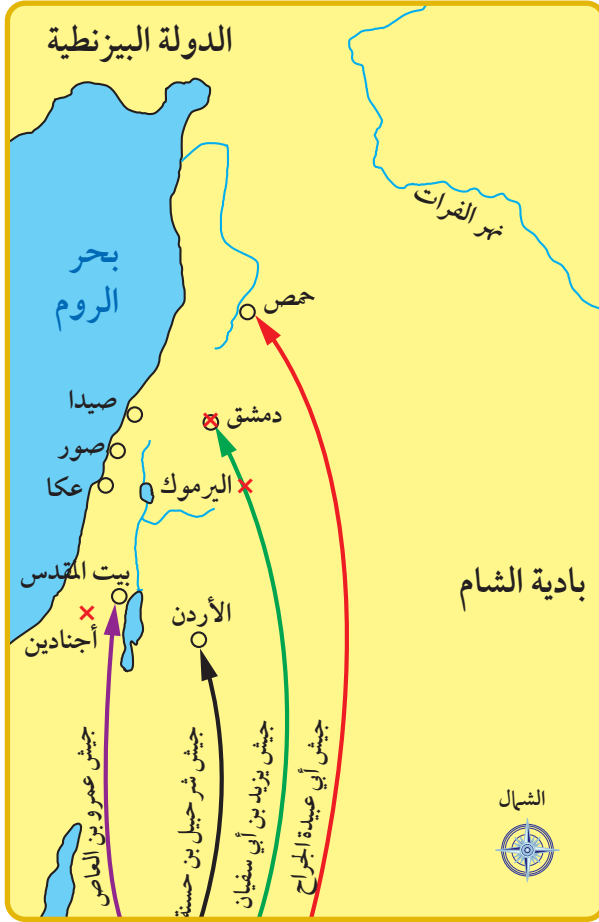 الدولة البيزنطية
نهر الفرات
بحر
الروم
حمص
صيدا
دمشق
صور
عكا
اليرموك
بيت المقدس
بادية الشام
الأردن
أجنادين
جيش أبي عبيدة الجراح
جيش يزيد بن أبي سفيان
جيش شرحبيل بن حسنة
جيش عمرو بن العاص
الشمال